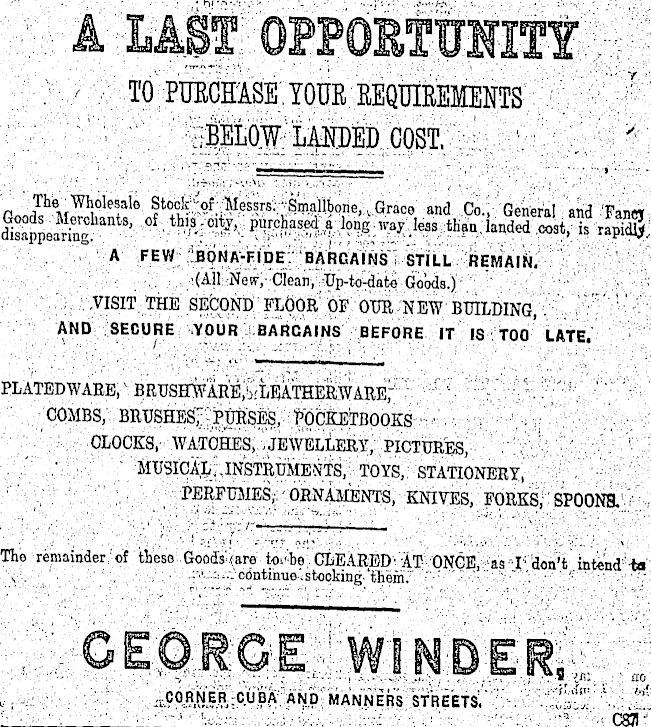 A LAST OPPORTUNITY
TO PURCHASE YOUR REQUIREMENTS
BELOW LANDED COST.
The Wholesale Stock of Messrs. Smallbone, Grace and Co., General and Fancy
Goods Merchants, of this city, purchased a long way less than landed cost, is rapidly
disappearing.
A FEW BONA-FIDE BARGAINS STILL REMAIN.
(All New, Clean, Up-to-date Goods.)
VISIT THE SECOND FLOOR OF OUR NEW BUILDING,
AND SECURE YOUR BARGAINS BEFORE IT IS TOO LATE.
PLATEDWARE, BRUSHWARE, LEATHERWARE,
COMBS, BRUSHES, PURSES, POCKETBOOKS
CLOCKS, WATCHES, JEWELLERY, PICTURES,
MUSICAL INSTRUMENTS, TOYS, STATIONERY,
PERFUMES, ORNAMENTS, KNIVES, FORKS, SPOONS.
The remainder of these Goods are to be CLEARED AT ONCE, as I don't intend to
continue stocking them.
GEORGE WINDER,
CORNER CUBA AND MANNERS STREETS.
C87